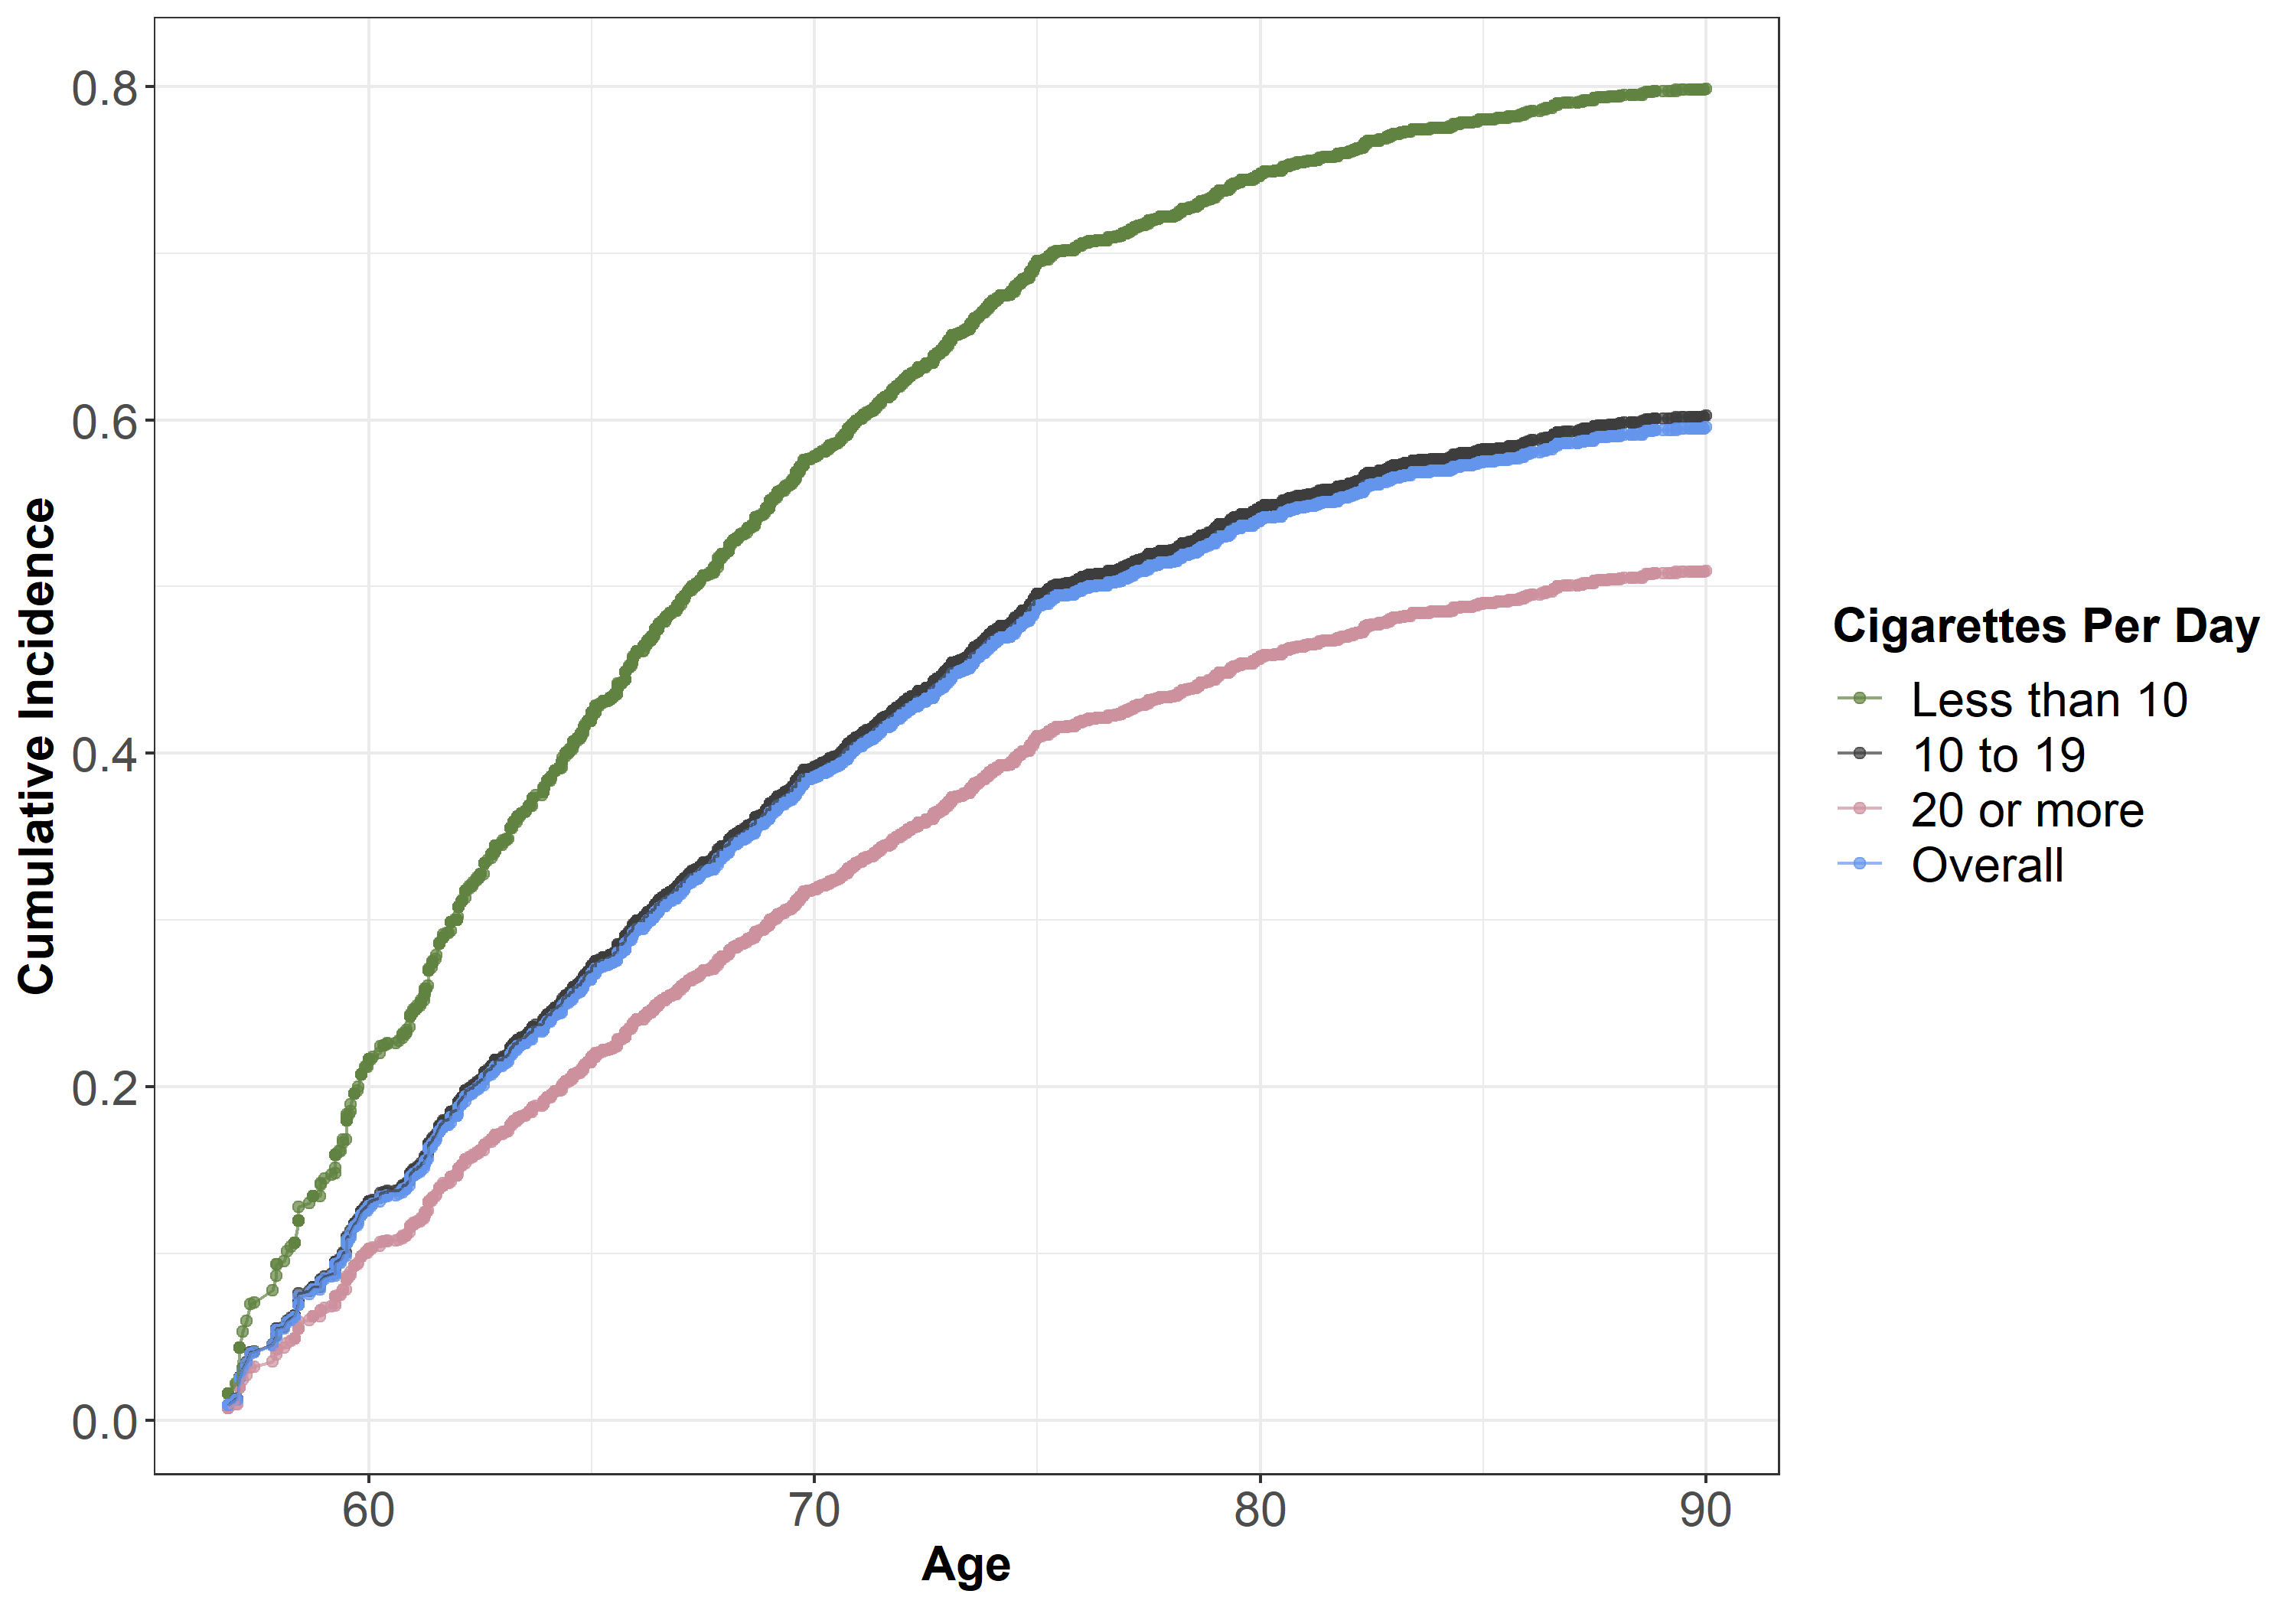 0.8
0.6
0.4
0.2
0.0
Cumulative Incidence
60
70
80
90
Age
Cigarettes Per Day
Less than 10
10 to 19
20 or more
Overall